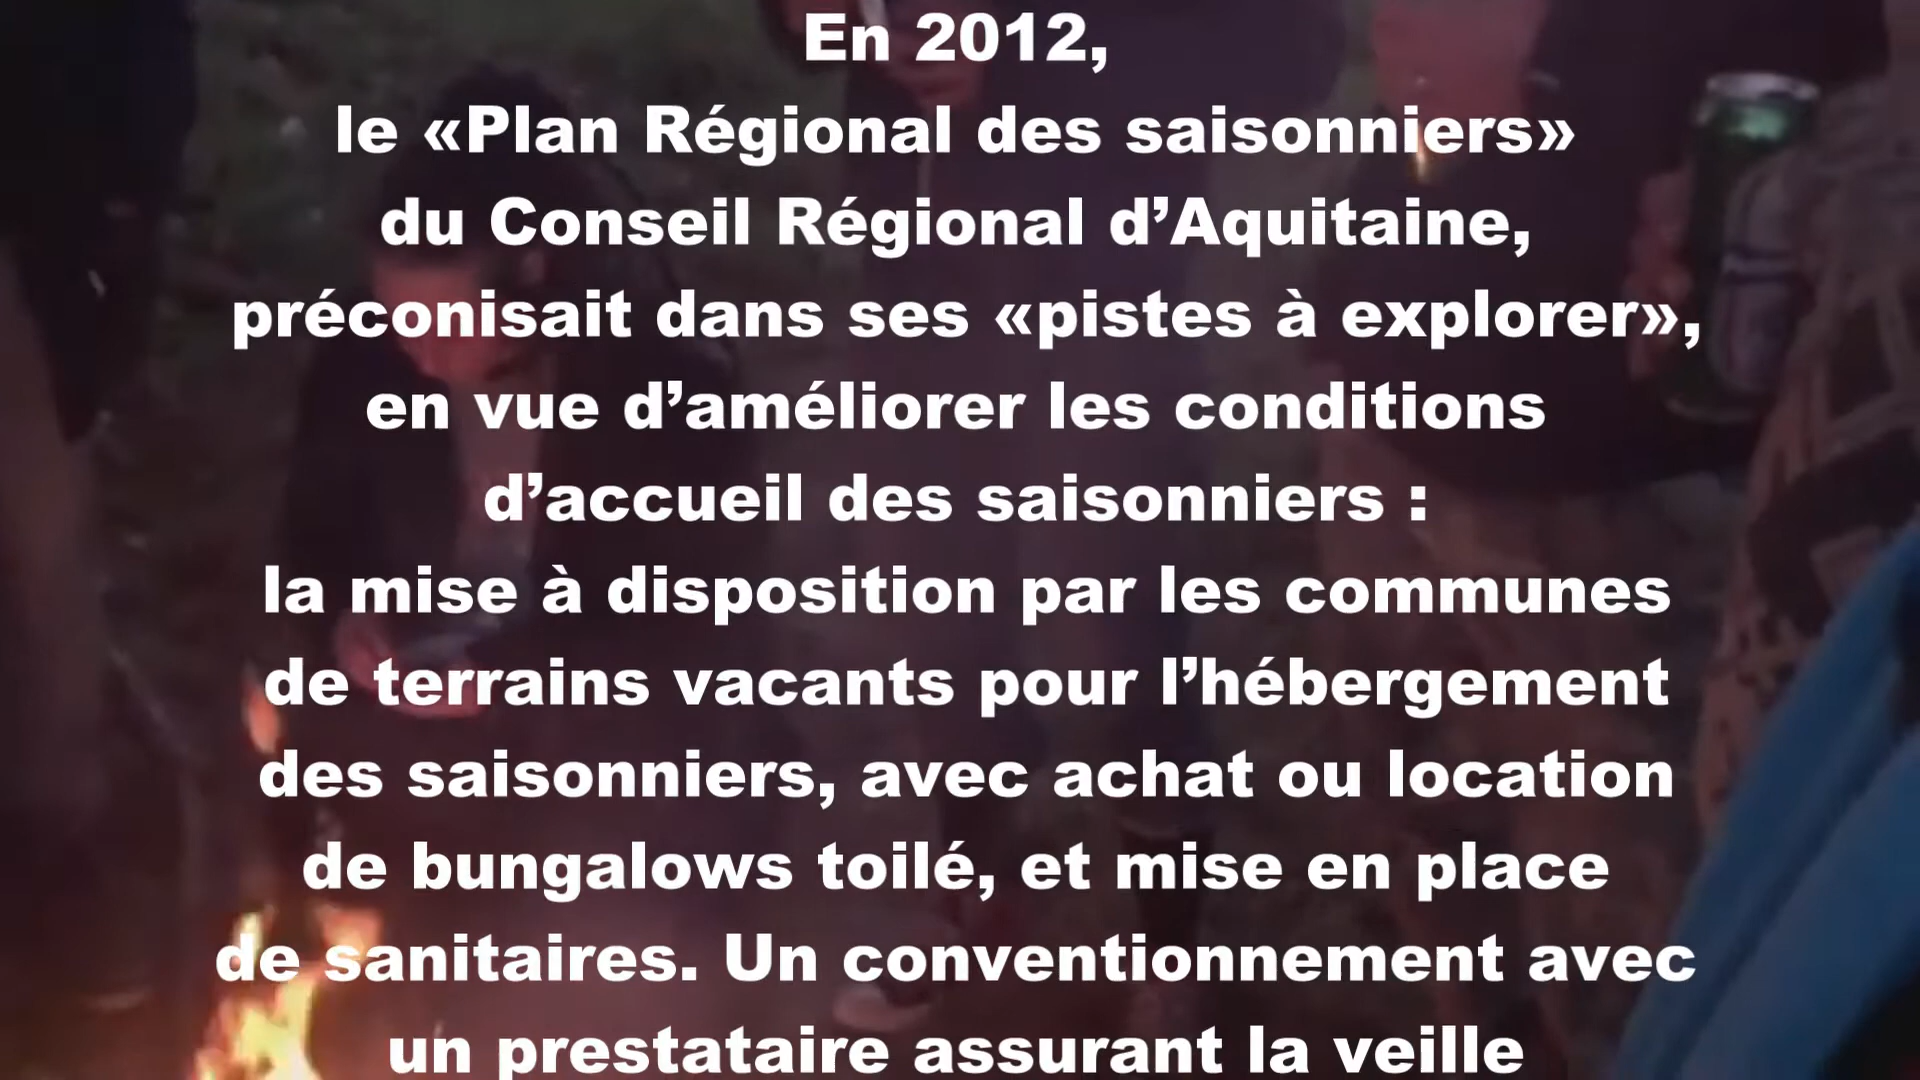 En 2012,
le «Plan Régional des saisonniers»
du Conseil Régional d’Aquitaine,
préconisait dans ses «pistes à explorer»,
en vue d’améliorer les conditions
d’accueil des saisonniers :
la mise à disposition par les communes
de terrains vacants pour l’hébergement
des saisonniers, avec achat ou location
de bungalows toilé, et mise en place
de sanitaires. Un conventionnement avec
un prestataire assurant la veille